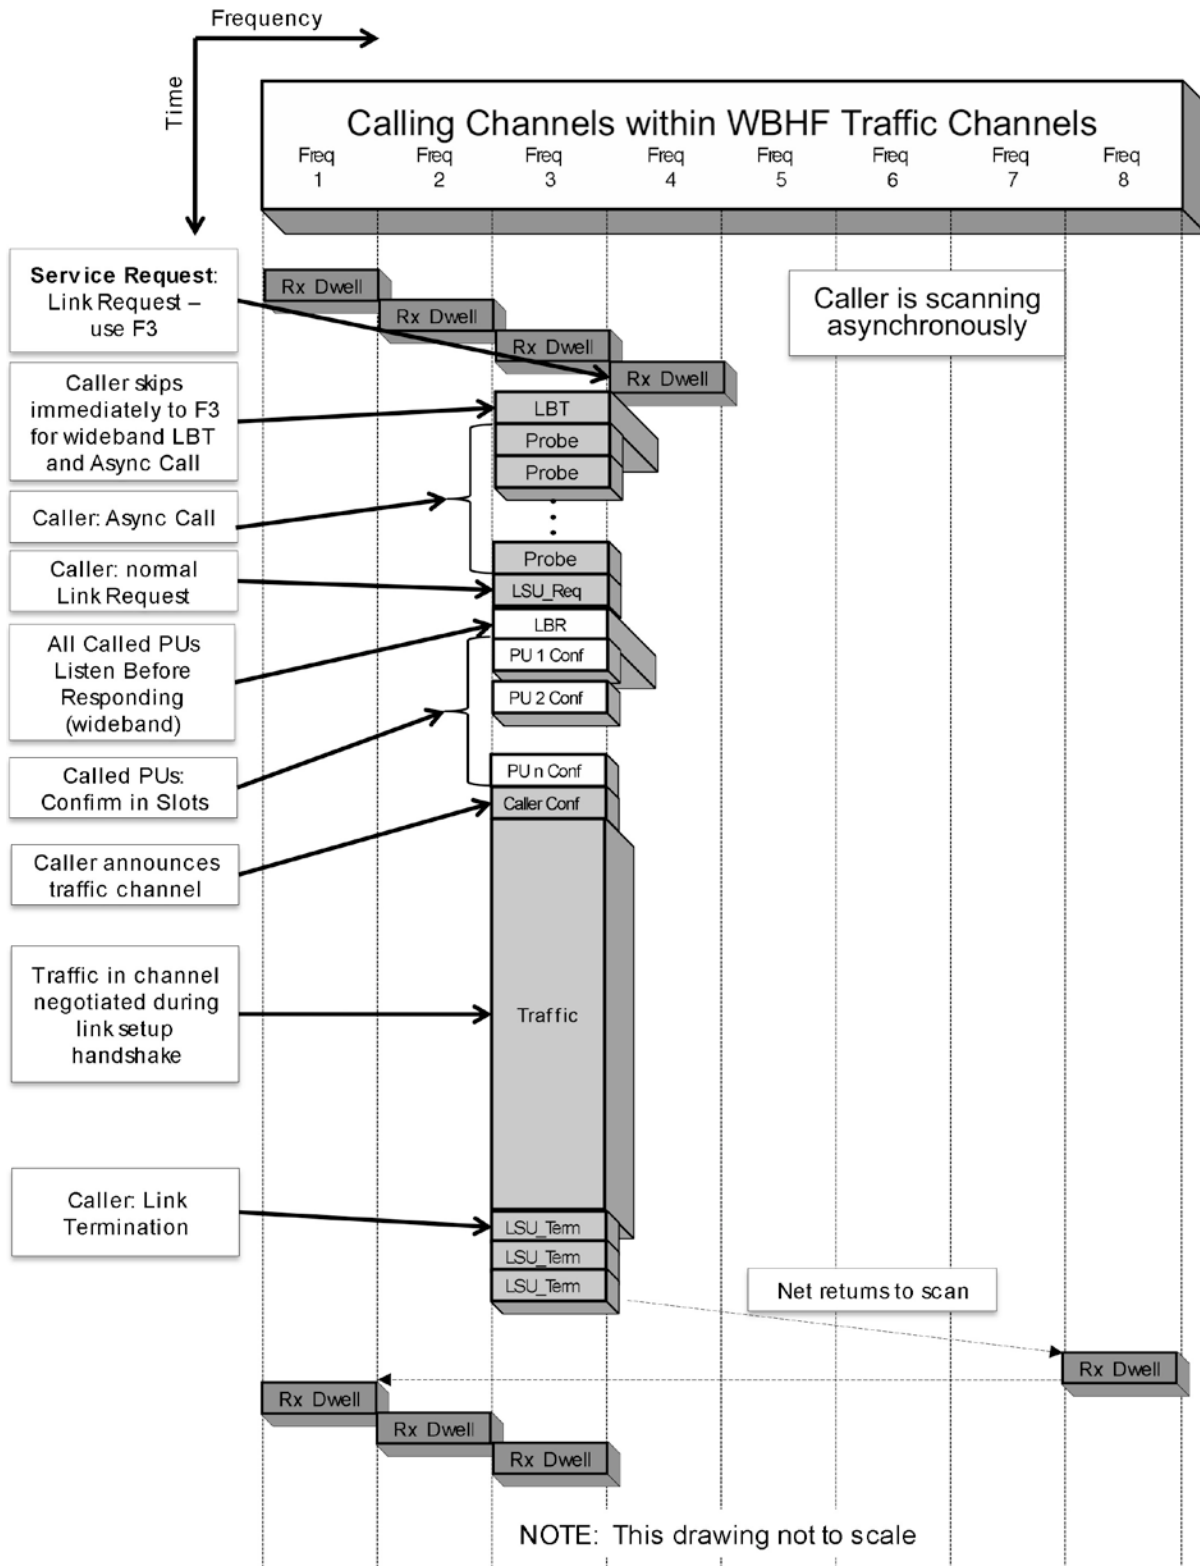 Frequency
Time
Calling Channels within WBHF Traffic Channels
Freq Freq Freq Freq Freq Freq Freq Freq
1 2 3 4 5 6 7 8
Service Request:
Link Request –
use F3
Rx Dwell
Rx Dwell
Rx Dwell
Rx Dwell
Caller is scanning
asynchronously
Caller skips
immediately to F3
for wideband LBT
and Async Call
LBT
Probe
Probe
Caller: Async Call
Probe
Caller: normal
Link Request
LSU_Req
All Called PUs
Listen Before
Responding
(wideband)
LBR
PU 1 Conf
PU 2 Conf
Called PUs:
Confirm in Slots
PU n Conf
Caller Conf
Caller announces
traffic channel
Traffic in channel
negotiated during
link setup
handshake
Traffic
Caller: Link
Termination
LSU_Term
LSU_Term
LSU_Term
Net returns to scan
Rx Dwell
Rx Dwell
Rx Dwell
Rx Dwell
NOTE: This drawing not to scale